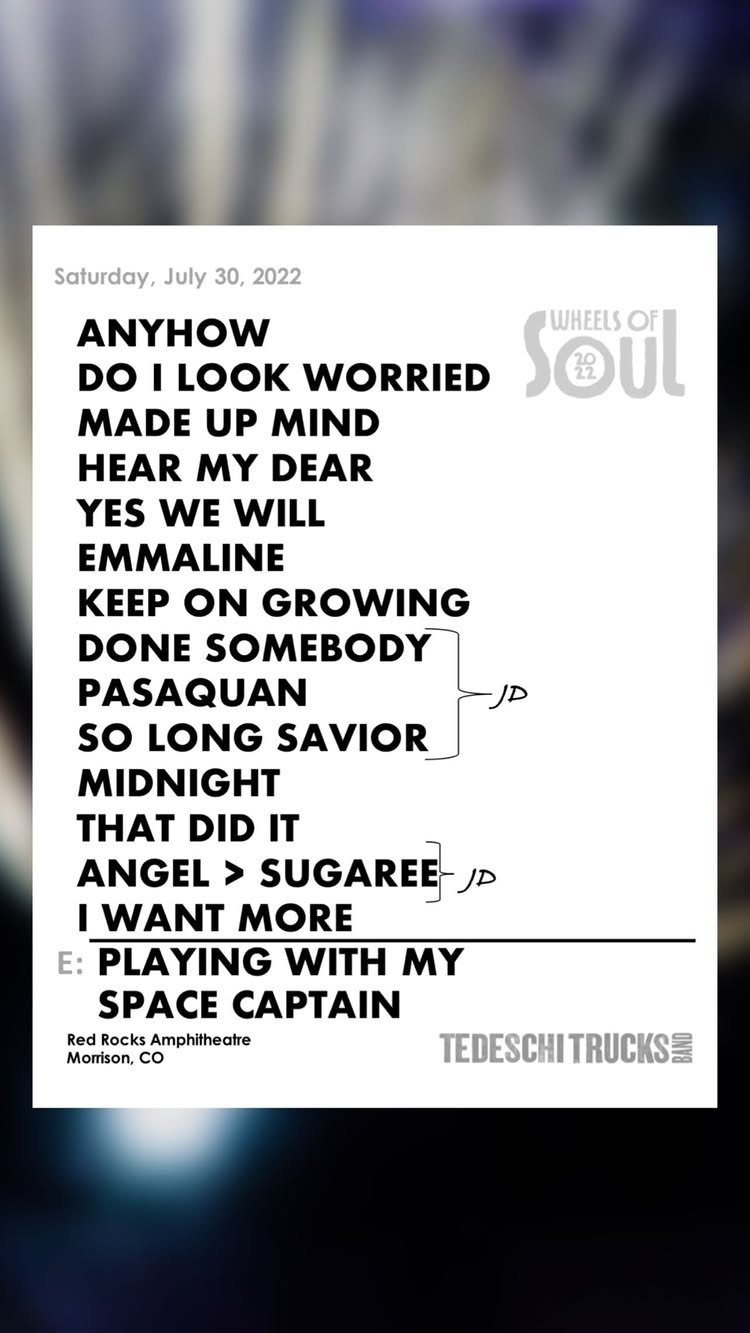 Saturday, July 30, 2022
WHEELS OF
SOUL
20
22
ANYHOW
DO I LOOK WORRIED
MADE UP MIND
HEAR MY DEAR
YES WE WILL
EMMALINE
KEEP ON GROWING
DONE SOMEBODY
PASAQUAN
JD
SO LONG SAVIOR
MIDNIGHT
THAT DID IT
ANGEL > SUGAREE
JD
I WANT MORE
E: PLAYING WITH MY
SPACE CAPTAIN
Red Rocks Amphitheatre
Morrison, CO
TEDESCHI TRUCKS BAND